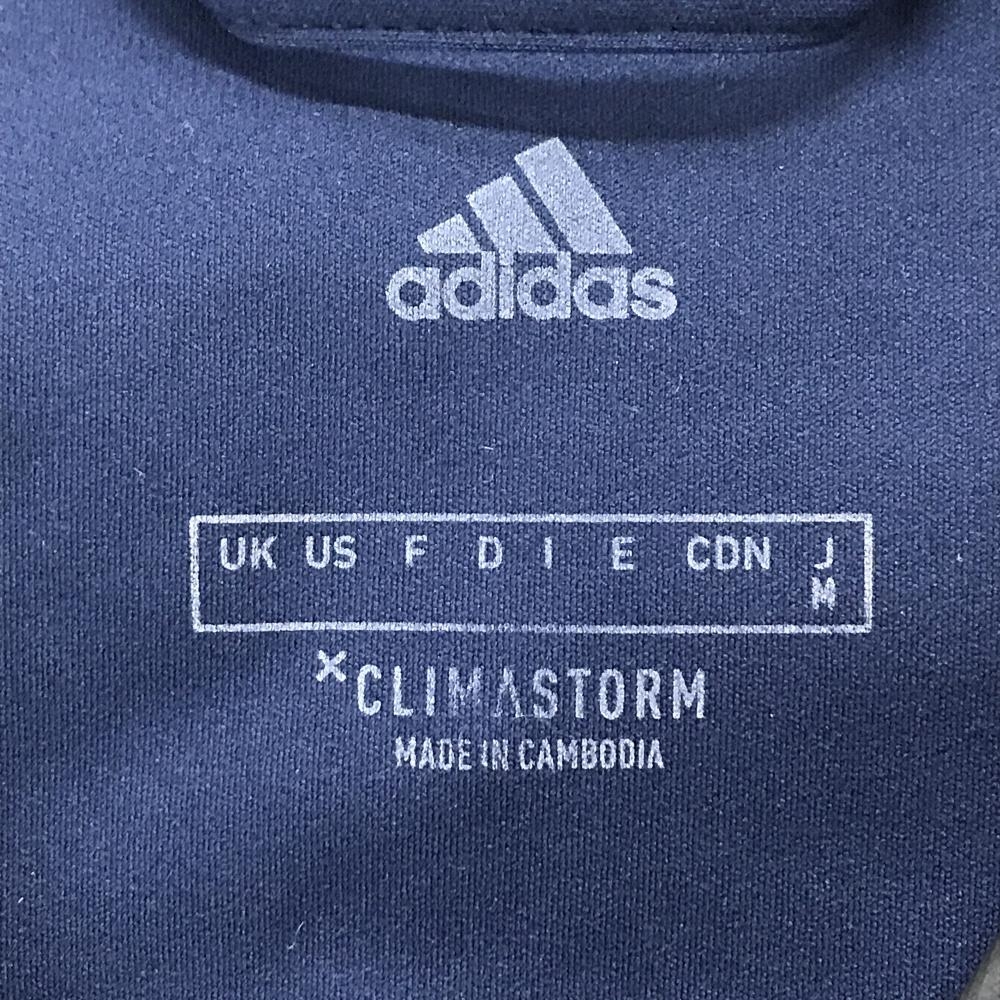 adidas
UK US F D I E CDN J
M
×CLIMASTORM
MADE IN CAMBODIA